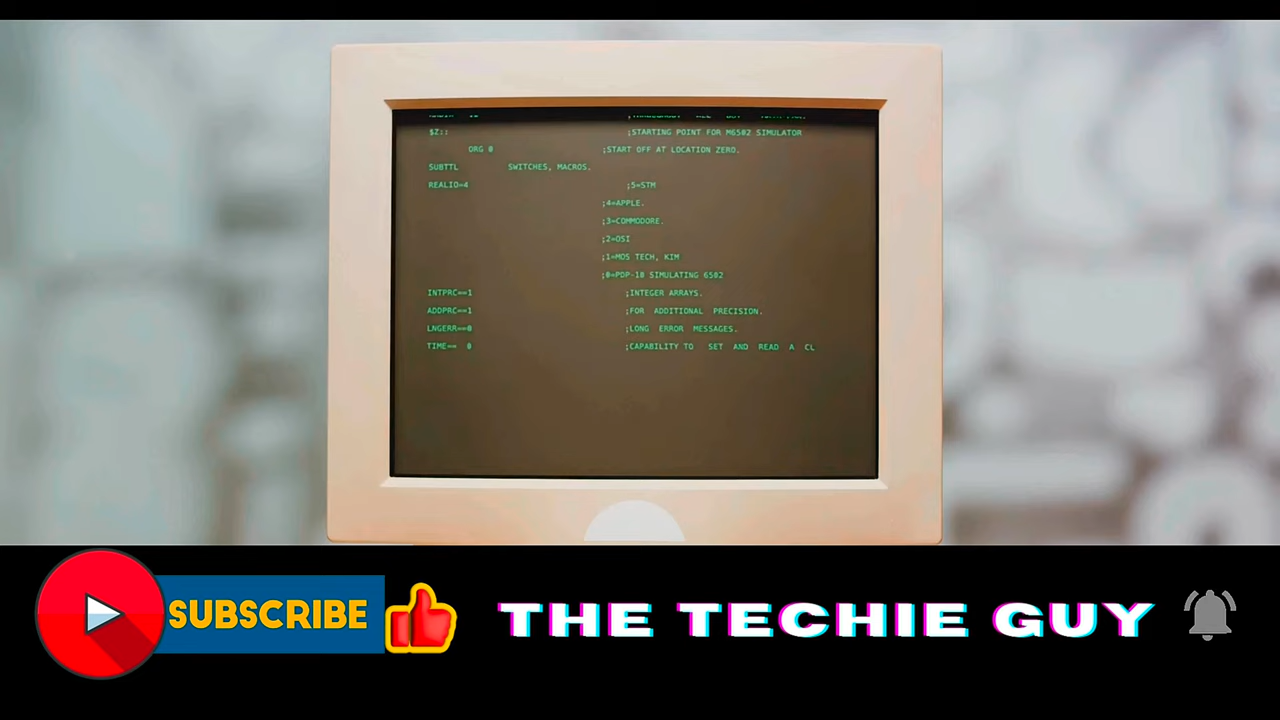 $Z:: ;STARTING POINT FOR M6502 SIMULATOR
ORG 0 ;START OFF AT LOCATION ZERO.
SUBTTL SWITCHES, MACROS.
REALIO=4 ;5=STM
;4=APPLE.
;3=COMMODORE.
;2=OSI
;1=MOS TECH, KIM
;0=PDP-10 SIMULATING 6502
INTPRC==1 ;INTEGER ARRAYS.
ADDPRC==1 ;FOR ADDITIONAL PRECISION.
LNGERR==0 ;LONG ERROR MESSAGES.
TIME== 0 ;CAPABILITY TO SET AND READ A CL
SUBSCRIBE THE TECHIE GUY